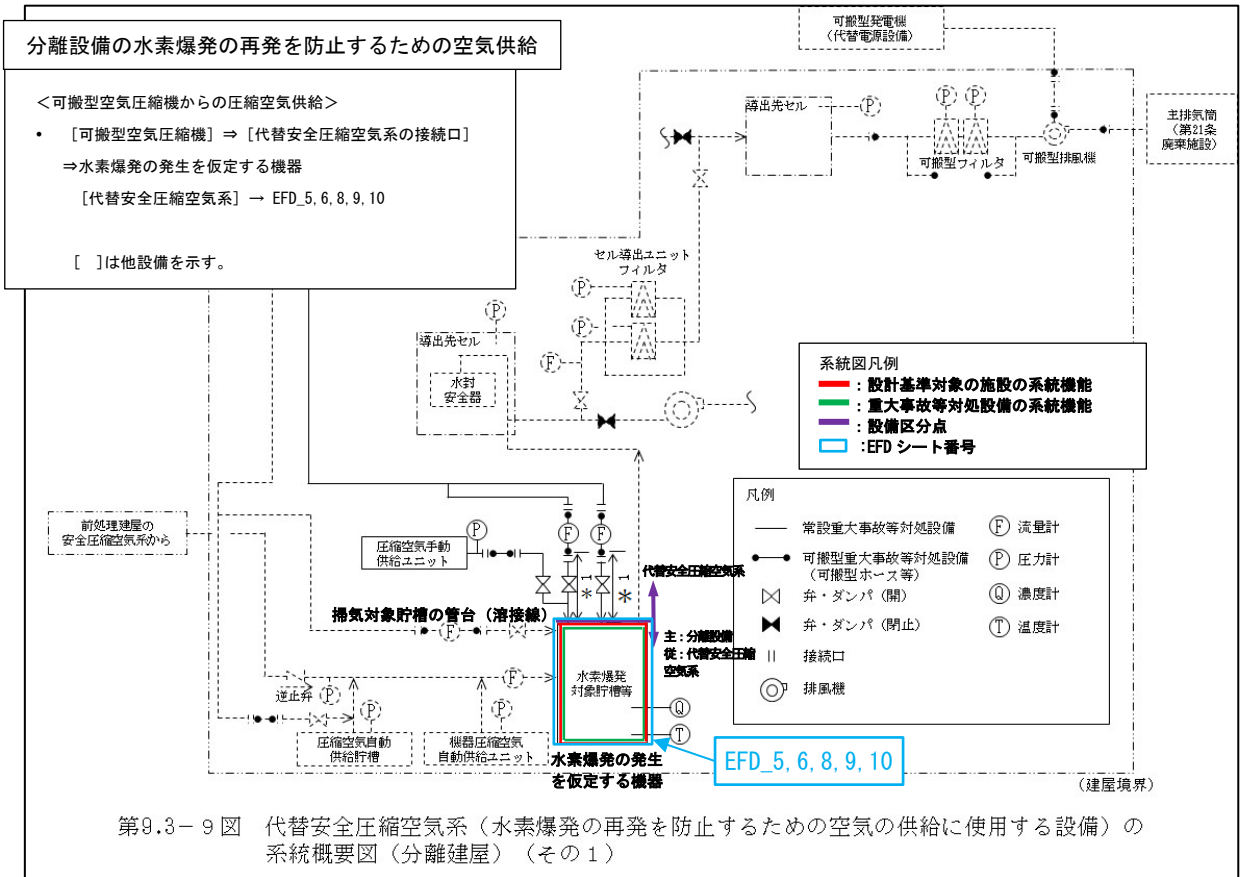 分離設備の水素爆発の再発を防止するための空気供給
＜可搬型空気圧縮機からの圧縮空気供給＞
• [可搬型空気圧縮機] ⇒ [代替安全圧縮空気系の接続口]
⇒水素爆発の発生を仮定する機器
[代替安全圧縮空気系] → EFD_5, 6, 8, 9, 10
[ ]は他設備を示す。
可搬型発電機
(代替電源設備)
導出先セル
P
P
P
主排気筒
(第21条
廃棄施設)
可搬型フィルタ
可搬型排風機
セル導出ユニット
フィルタ
P
P
P
F
導出先セル
水封
安全器
系統図凡例
：設計基準対象の施設の系統機能
：重大事故等対処設備の系統機能
：設備区分点
：EFD シート番号
前処理建屋の
安全圧縮空気系から
圧縮空気手動
供給ユニット
P
F
F
*1
*1
代替安全圧縮空気系
掃気対象貯槽の管台（溶接線）
F
主：分離設備
従：代替安全圧縮
空気系
水素爆発
対象貯槽等
逆止弁
P
F
P
P
Q
T
圧縮空気自動
供給貯槽
機器圧縮空気
自動供給ユニット
水素爆発の発生
を仮定する機器
EFD_5, 6, 8, 9, 10
凡例
常設重大事故等対処設備
可搬型重大事故等対処設備
(可搬型ホース等)
弁・ダンパ (開)
弁・ダンパ (閉止)
接続口
排風機
F 流量計
P 圧力計
Q 濃度計
T 温度計
(建屋境界)
第9.3－9図 代替安全圧縮空気系（水素爆発の再発を防止するための空気の供給に使用する設備）の
系統概要図（分離建屋）（その１）